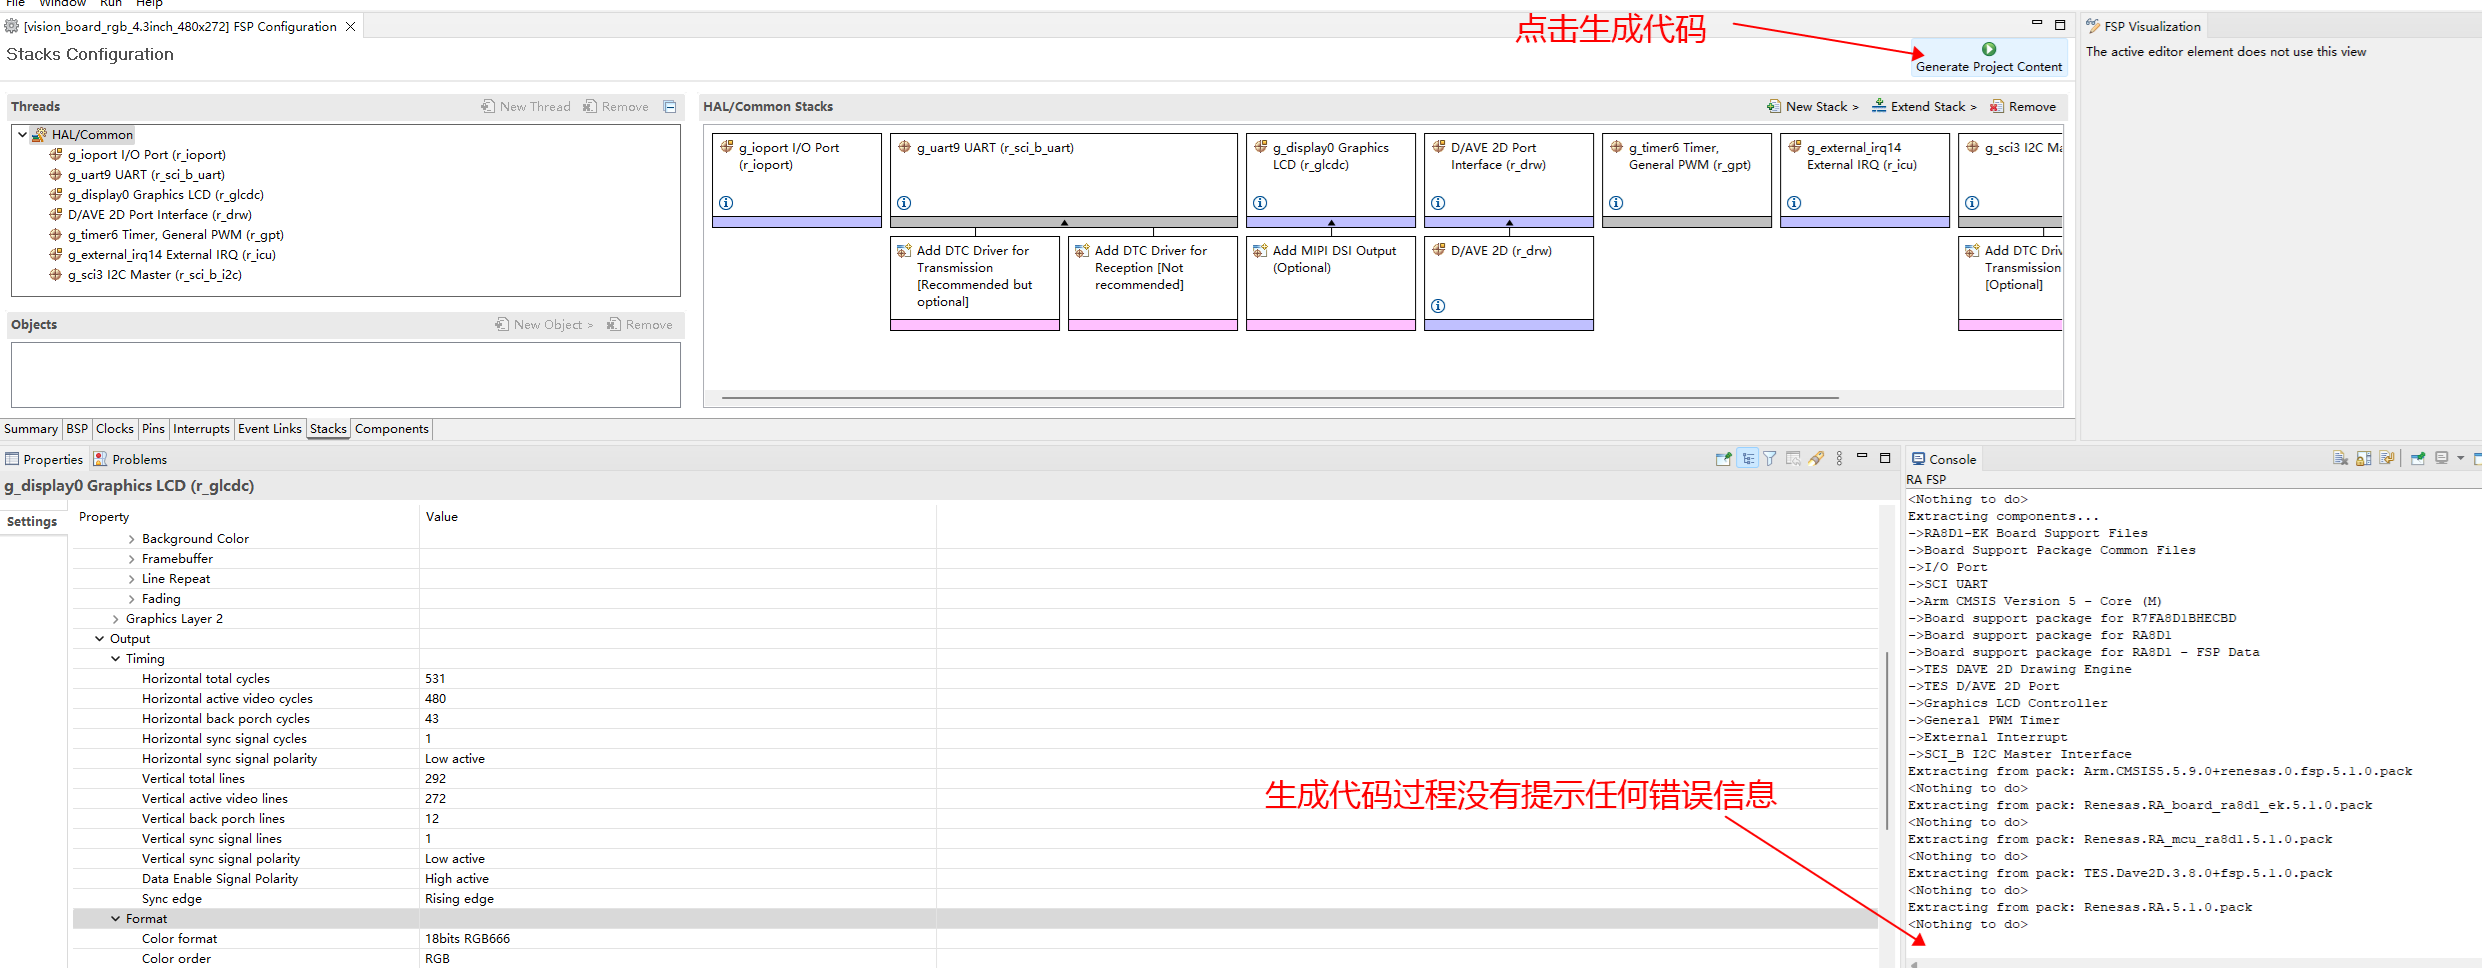 File Window Run Help
[vision_board_rgb_4.3inch_480x272] FSP Configuration
Stacks Configuration
点击生成代码
Generate Project Content
FSP Visualization
The active editor element does not use this view
Threads
New Thread
Remove
HAL/Common
g_ioport I/O Port (r_ioport)
g_uart9 UART (r_sci_b_uart)
g_display0 Graphics LCD (r_glcdc)
D/AVE 2D Port Interface (r_drw)
g_timer6 Timer, General PWM (r_gpt)
g_external_irq14 External IRQ (r_icu)
g_sci3 I2C Master (r_sci_b_i2c)
Objects
New Object >
Remove
HAL/Common Stacks
New Stack >
Extend Stack >
Remove
g_ioport I/O Port
(r_ioport)
g_uart9 UART (r_sci_b_uart)
g_display0 Graphics
LCD (r_glcdc)
D/AVE 2D Port
Interface (r_drw)
g_timer6 Timer,
General PWM (r_gpt)
g_external_irq14
External IRQ (r_icu)
g_sci3 I2C Ma
Add DTC Driver for
Transmission
[Recommended but
optional]
Add DTC Driver for
Reception [Not
recommended]
Add MIPI DSI Output
(Optional)
D/AVE 2D (r_drw)
Add DTC Driv
Transmission
[Optional]
Summary BSP Clocks Pins Interrupts Event Links Stacks Components
Properties
Problems
g_display0 Graphics LCD (r_glcdc)
Settings
Property Value
Background Color
Framebuffer
Line Repeat
Fading
Graphics Layer 2
Output
Timing
Horizontal total cycles 531
Horizontal active video cycles 480
Horizontal back porch cycles 43
Horizontal sync signal cycles 1
Horizontal sync signal polarity Low active
Vertical total lines 292
Vertical active video lines 272
Vertical back porch lines 12
Vertical sync signal lines 1
Vertical sync signal polarity Low active
Data Enable Signal Polarity High active
Sync edge Rising edge
Format
Color format 18bits RGB666
Color order RGB
生成代码过程没有提示任何错误信息
Console
RA FSP
<Nothing to do>
Extracting components...
->RA8D1-EK Board Support Files
->Board Support Package Common Files
->I/O Port
->SCI UART
->Arm CMSIS Version 5 - Core (M)
->Board support package for R7FA8D1BHECBD
->Board support package for RA8D1
->Board support package for RA8D1 - FSP Data
->TES DAVE 2D Drawing Engine
->TES D/AVE 2D Port
->Graphics LCD Controller
->General PWM Timer
->External Interrupt
->SCI_B I2C Master Interface
Extracting from pack: Arm.CMSIS5.5.9.0+renesas.0.fsp.5.1.0.pack
<Nothing to do>
Extracting from pack: Renesas.RA_board_ra8d1_ek.5.1.0.pack
<Nothing to do>
Extracting from pack: Renesas.RA_mcu_ra8d1.5.1.0.pack
<Nothing to do>
Extracting from pack: TES.Dave2D.3.8.0+fsp.5.1.0.pack
<Nothing to do>
Extracting from pack: Renesas.RA.5.1.0.pack
<Nothing to do>